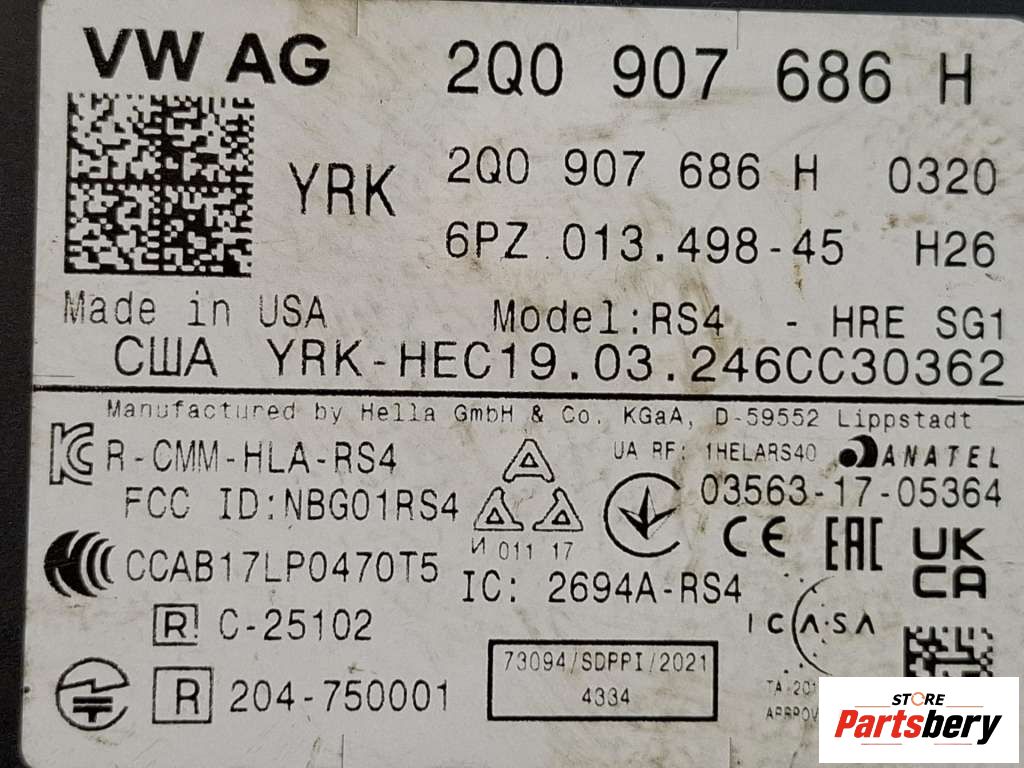 VW AG 2Q0 907 686 H
YRK 2Q0 907 686 H 0320
6PZ 013.498-45 H26
Made in USA Model:RS4 - HRE SG1
США YRK-HEC19.03.246CC30362
Manufactured by Hella GmbH & Co. KGaA, D-59552 Lippstadt
R-CMM-HLA-RS4 UA RF: 1HELARS40 ANATEL
FCC ID:NBG01RS4 03563-17-05364
И 011 17 CE EAC UK CA
CCAB17LP0470T5 IC: 2694A-RS4
R! C-25102 ICASA
73094/SDPPI/2021
4334
R 204-750001
STORE
Partsbery